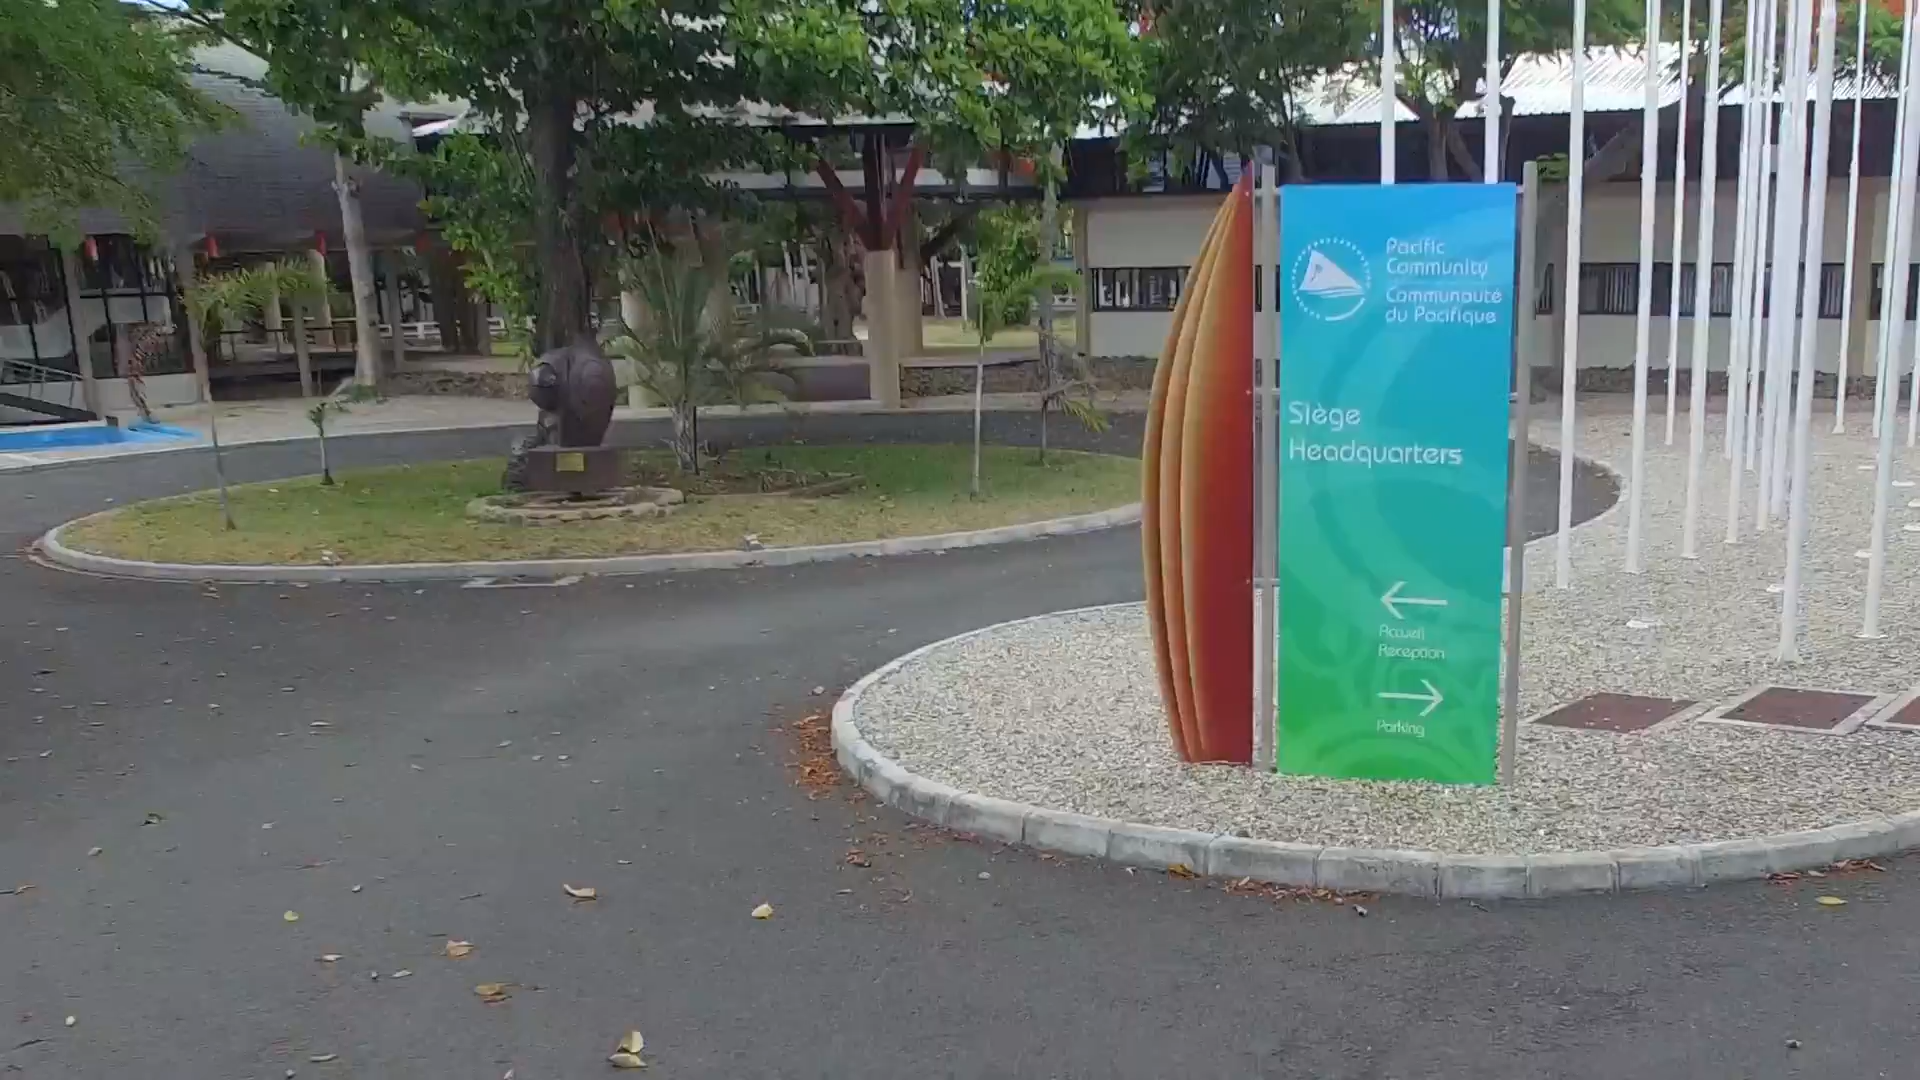 Pacific
Community
Communauté
du Pacifique
Siège
Headquarters
Accueil
Reception
Parking